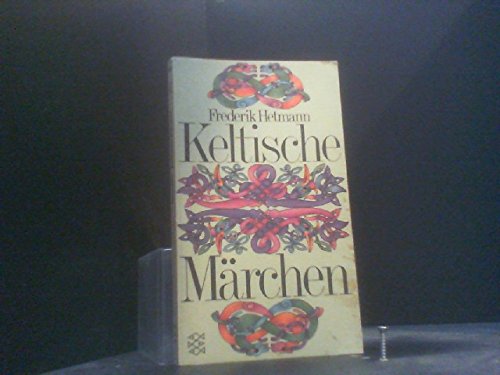 Frederik Hetmann
Keltische
Märchen